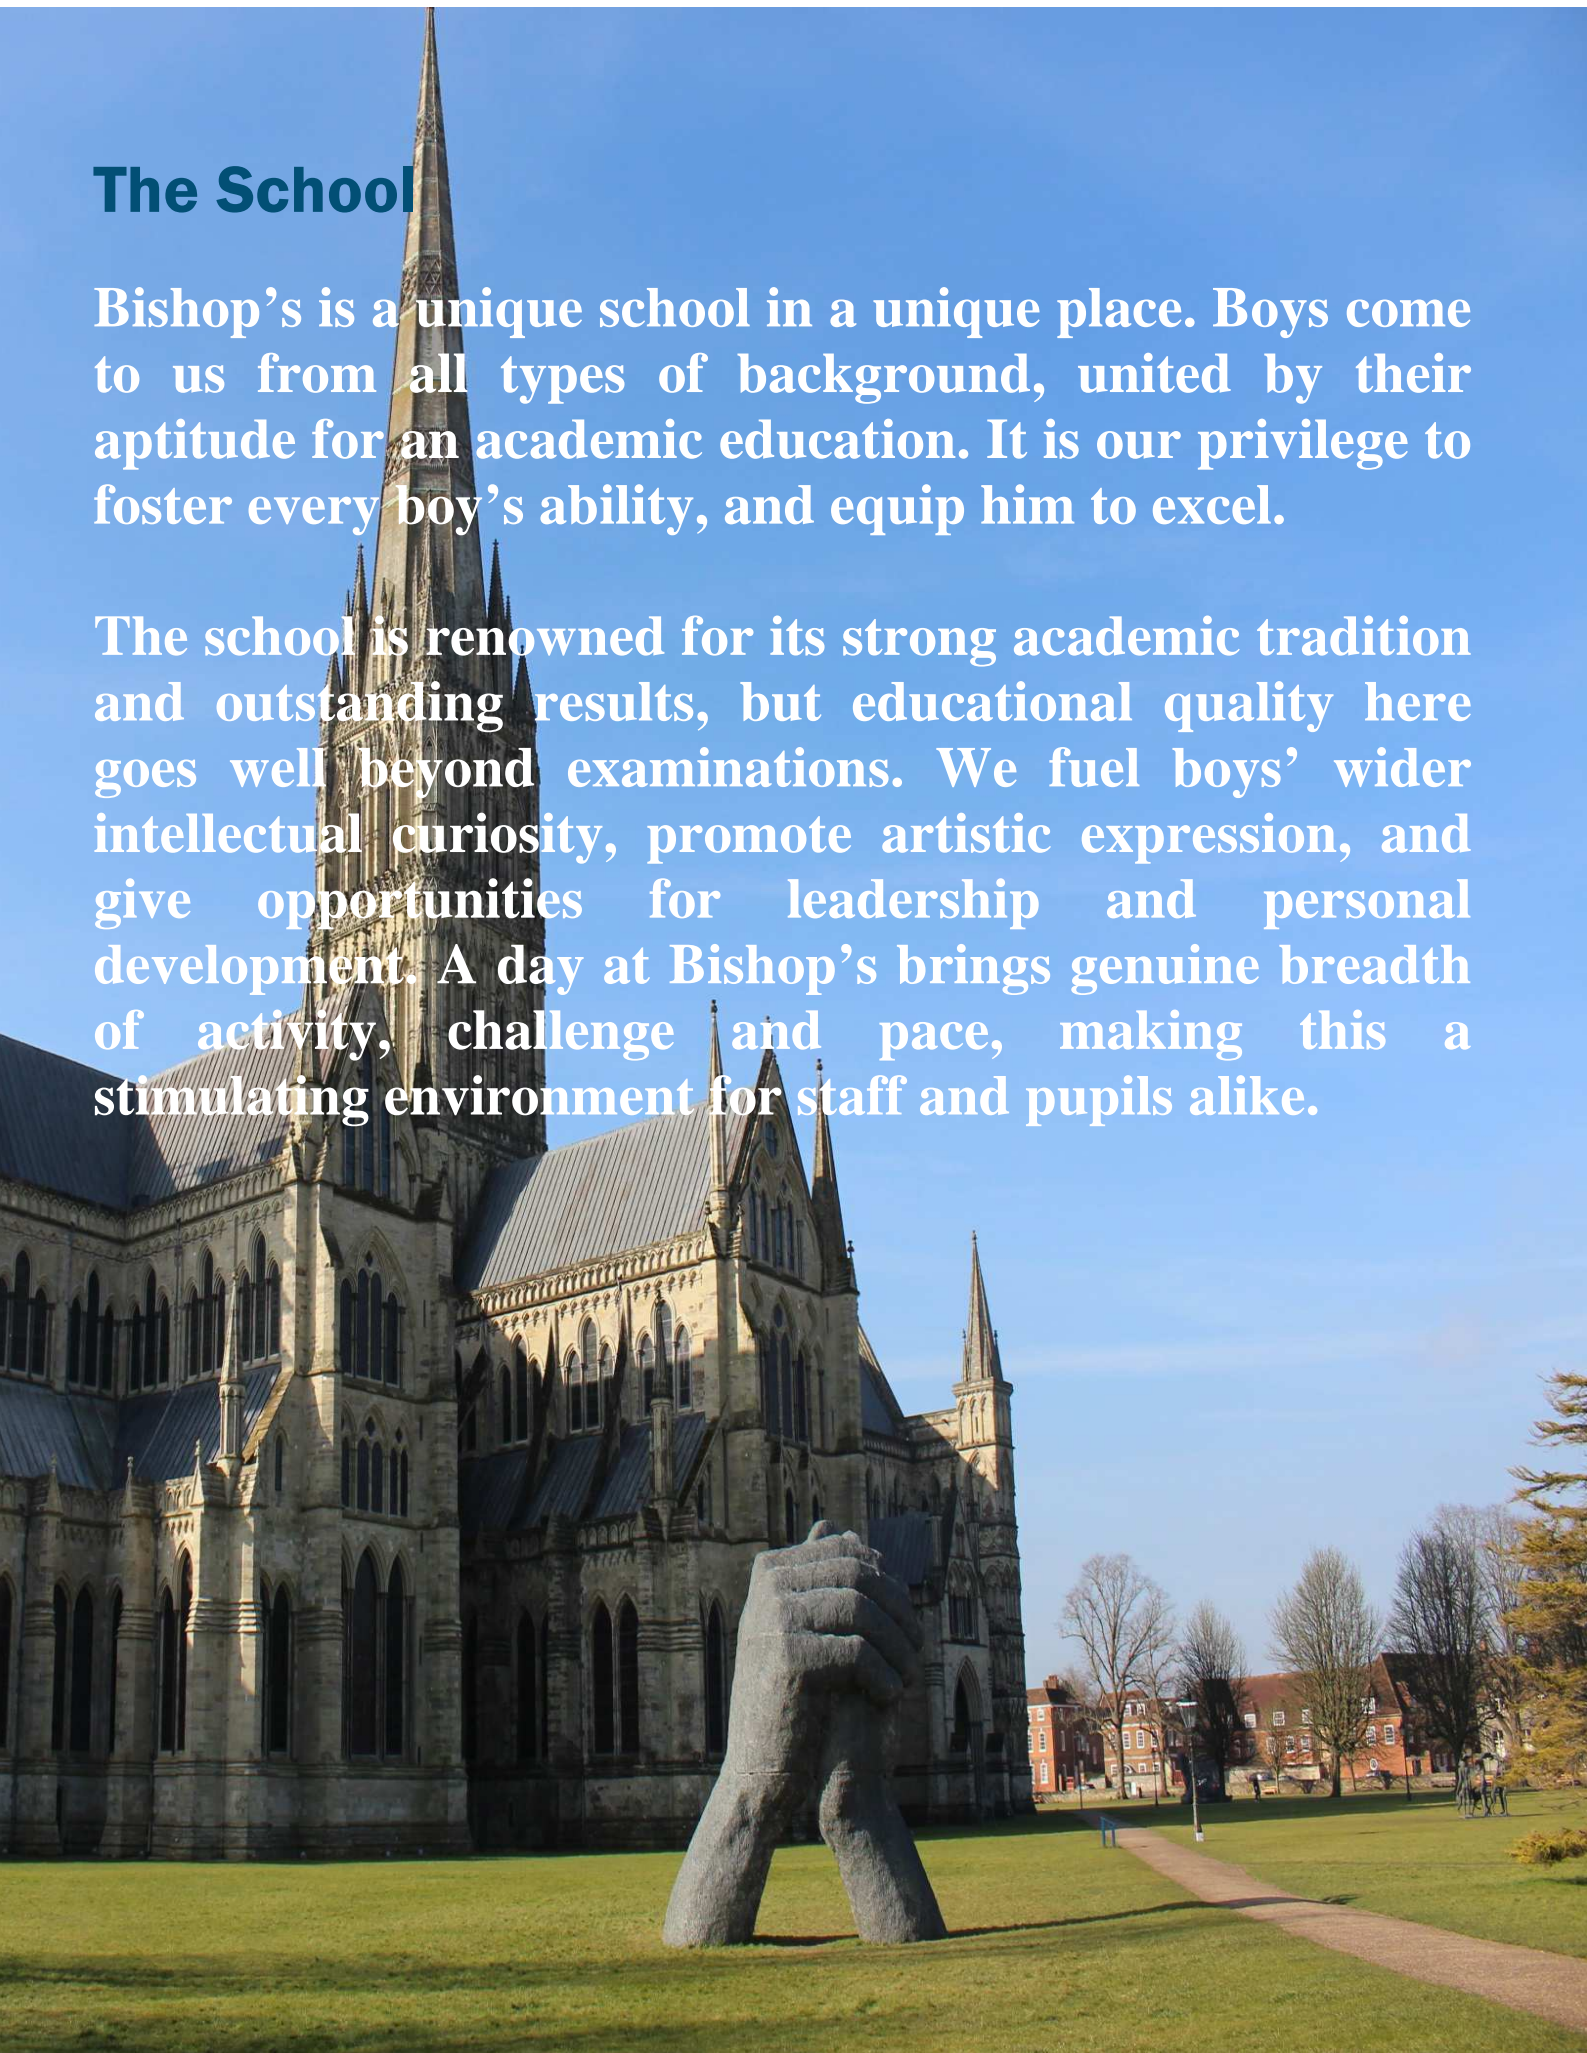 The School
Bishop’s is a unique school in a unique place. Boys come
to us from all types of background, united by their
aptitude for an academic education. It is our privilege to
foster every boy’s ability, and equip him to excel.
The school is renowned for its strong academic tradition
and outstanding results, but educational quality here
goes well beyond examinations. We fuel boys’ wider
intellectual curiosity, promote artistic expression, and
give opportunities for leadership and personal
development. A day at Bishop’s brings genuine breadth
of activity, challenge and pace, making this a
stimulating environment for staff and pupils alike.